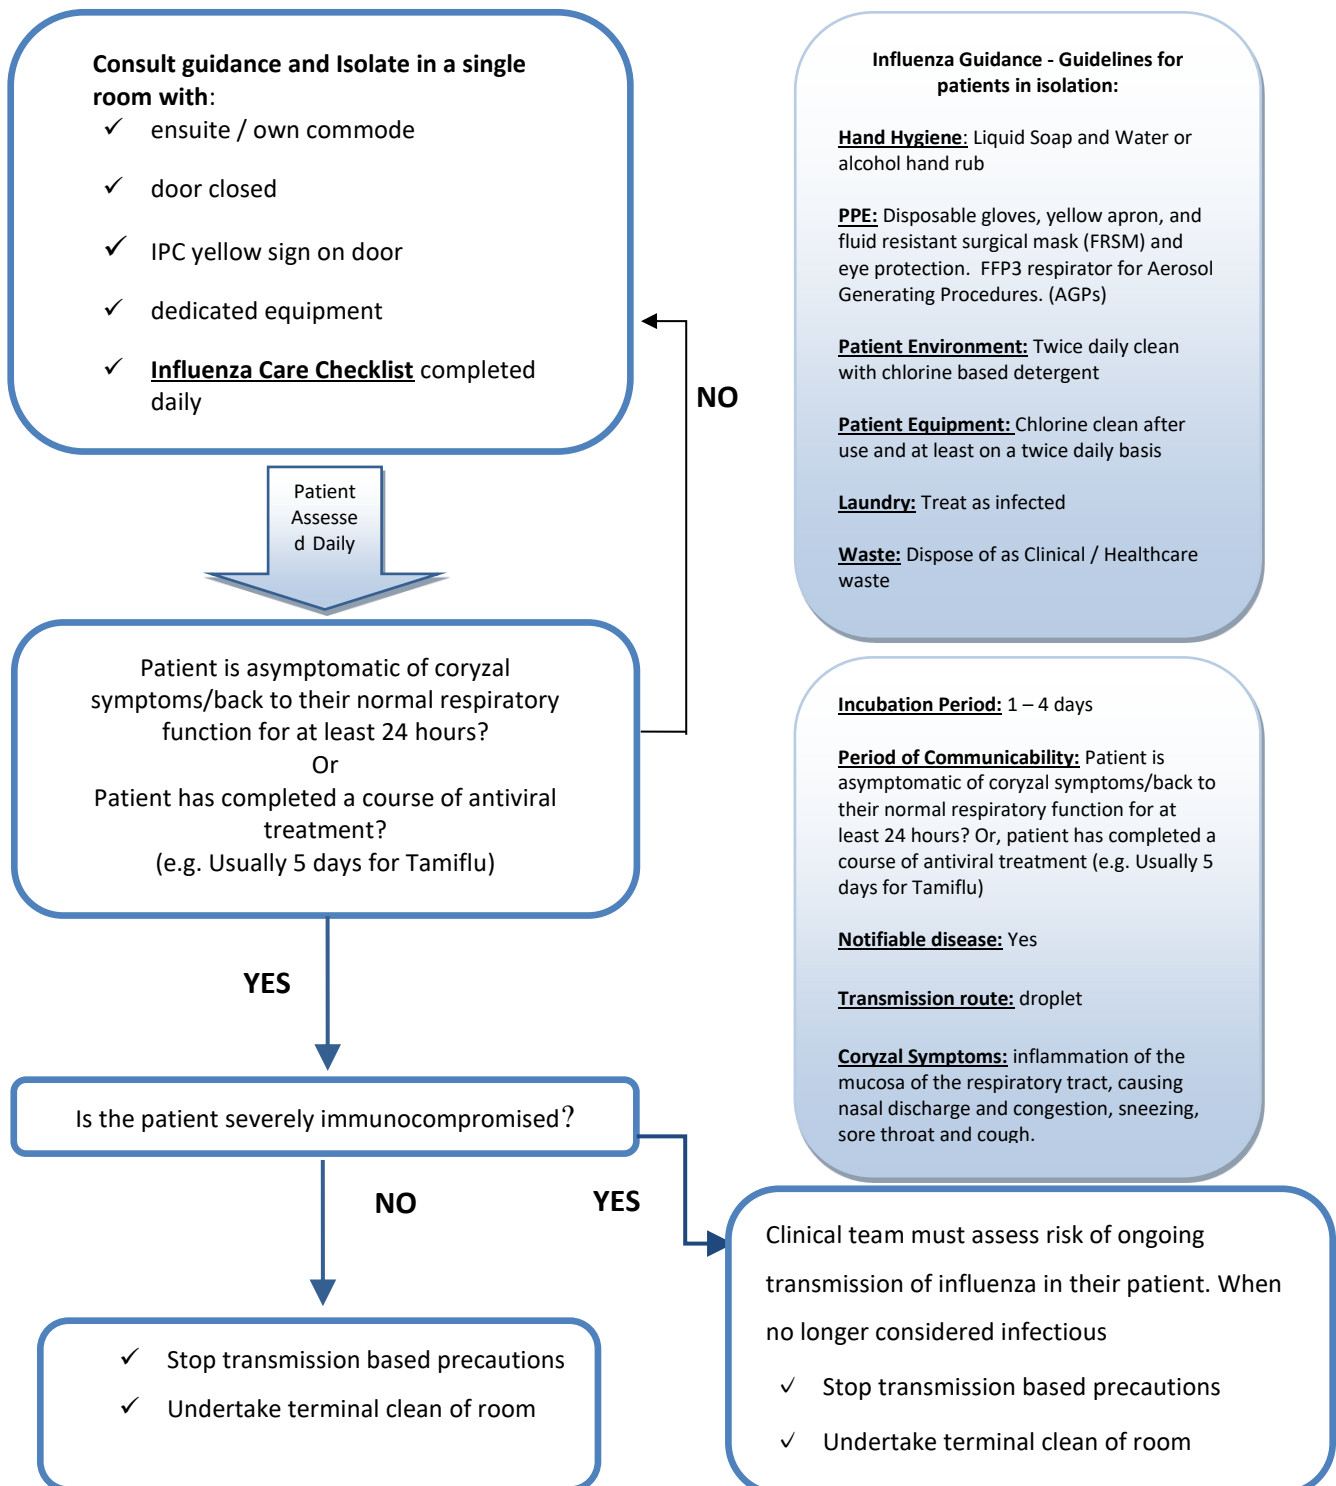 Consult guidance and Isolate in a single
room with:
✓ ensuite / own commode
✓ door closed
✓ IPC yellow sign on door
✓ dedicated equipment
✓ Influenza Care Checklist completed
daily
Patient
Assesse
d Daily
NO
Patient is asymptomatic of coryzal
symptoms/back to their normal respiratory
function for at least 24 hours?
Or
Patient has completed a course of antiviral
treatment?
(e.g. Usually 5 days for Tamiflu)
YES
Is the patient severely immunocompromised?
NO
YES
✓ Stop transmission based precautions
✓ Undertake terminal clean of room
Clinical team must assess risk of ongoing
transmission of influenza in their patient. When
no longer considered infectious
✓ Stop transmission based precautions
✓ Undertake terminal clean of room
Influenza Guidance - Guidelines for
patients in isolation:
Hand Hygiene: Liquid Soap and Water or
alcohol hand rub
PPE: Disposable gloves, yellow apron, and
fluid resistant surgical mask (FRSM) and
eye protection. FFP3 respirator for Aerosol
Generating Procedures. (AGPs)
Patient Environment: Twice daily clean
with chlorine based detergent
Patient Equipment: Chlorine clean after
use and at least on a twice daily basis
Laundry: Treat as infected
Waste: Dispose of as Clinical / Healthcare
waste
Incubation Period: 1 – 4 days
Period of Communicability: Patient is
asymptomatic of coryzal symptoms/back to
their normal respiratory function for at
least 24 hours? Or, patient has completed a
course of antiviral treatment (e.g. Usually 5
days for Tamiflu)
Notifiable disease: Yes
Transmission route: droplet
Coryzal Symptoms: inflammation of the
mucosa of the respiratory tract, causing
nasal discharge and congestion, sneezing,
sore throat and cough.